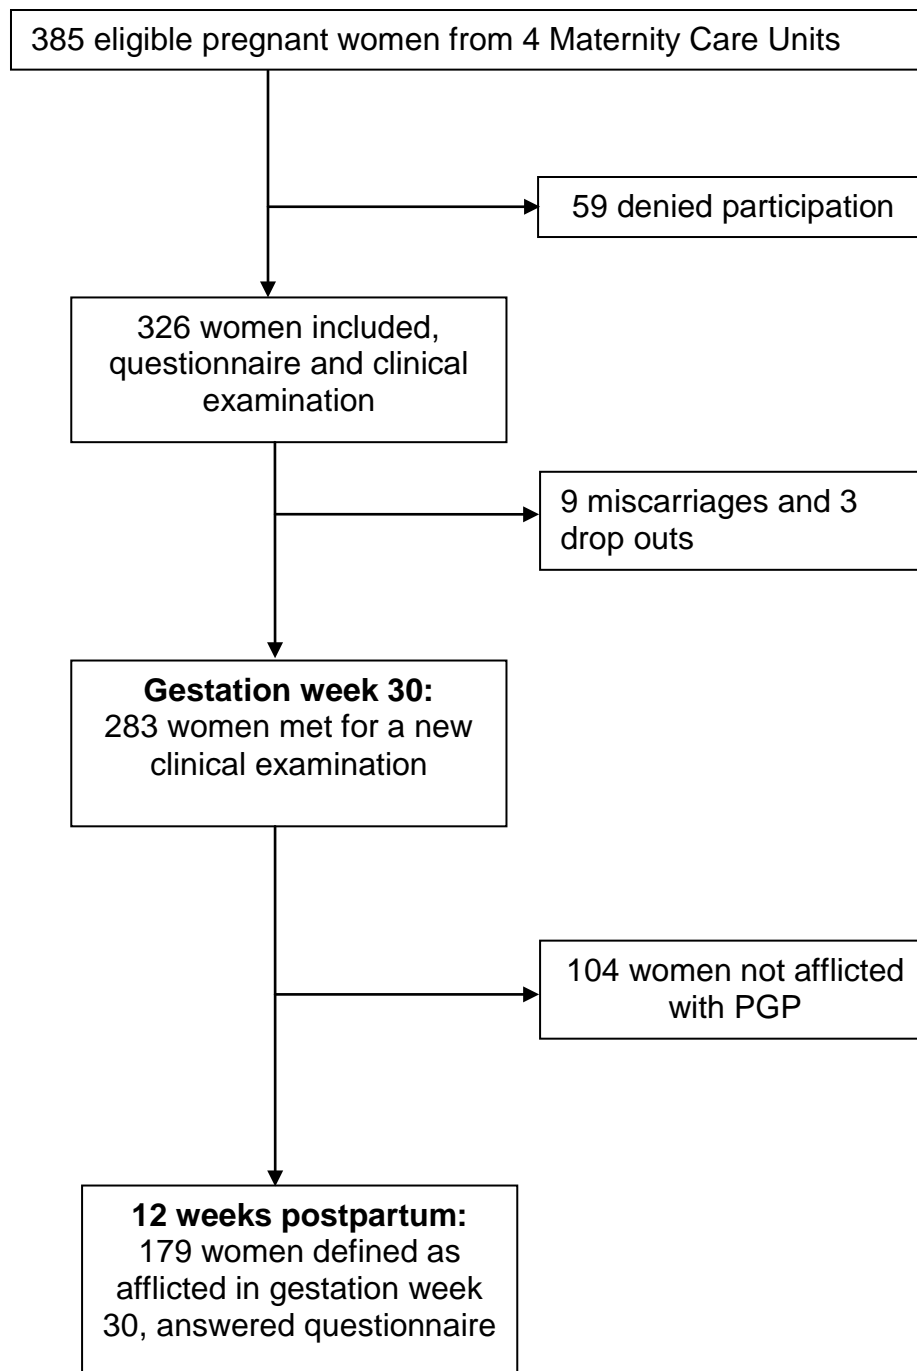 385 eligible pregnant women from 4 Maternity Care Units
59 denied participation
326 women included,
questionnaire and clinical
examination
9 miscarriages and 3
drop outs
Gestation week 30:
283 women met for a new
clinical examination
104 women not afflicted
with PGP
12 weeks postpartum:
179 women defined as
afflicted in gestation week
30, answered questionnaire